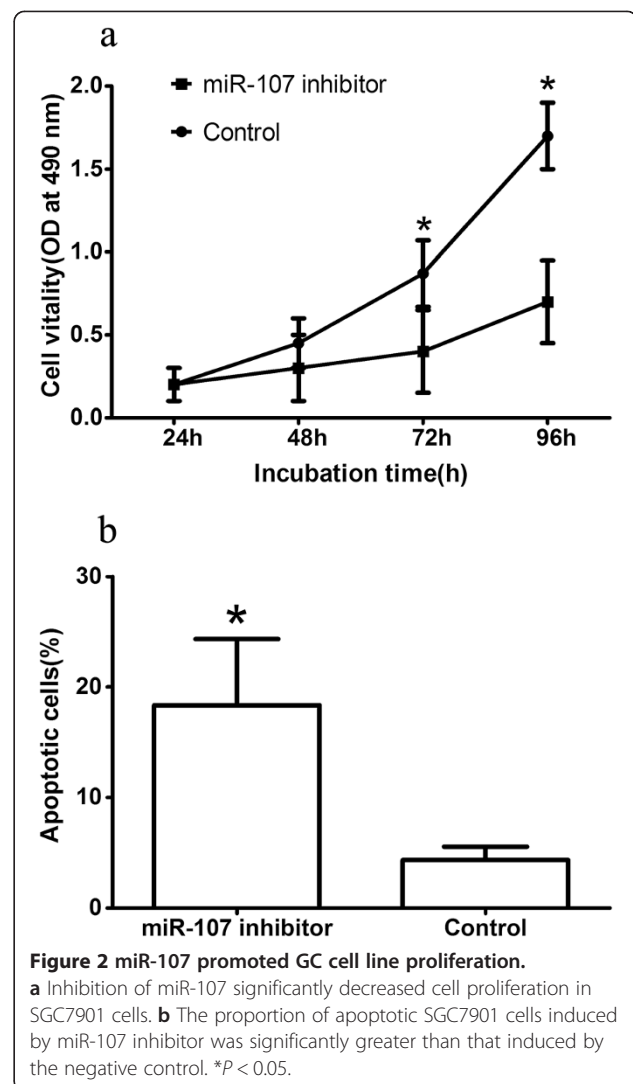 a
miR-107 inhibitor
Control
*
*
2.0
1.5
1.0
0.5
0.0
Cell vitality(OD at 490 nm)
24h 48h 72h 96h
Incubation time(h)
b
30
20
10
0
Apoptotic cells(%)
*
miR-107 inhibitor Control
Figure 2 miR-107 promoted GC cell line proliferation.
a Inhibition of miR-107 significantly decreased cell proliferation in
SGC7901 cells. b The proportion of apoptotic SGC7901 cells induced
by miR-107 inhibitor was significantly greater than that induced by
the negative control. *P < 0.05.